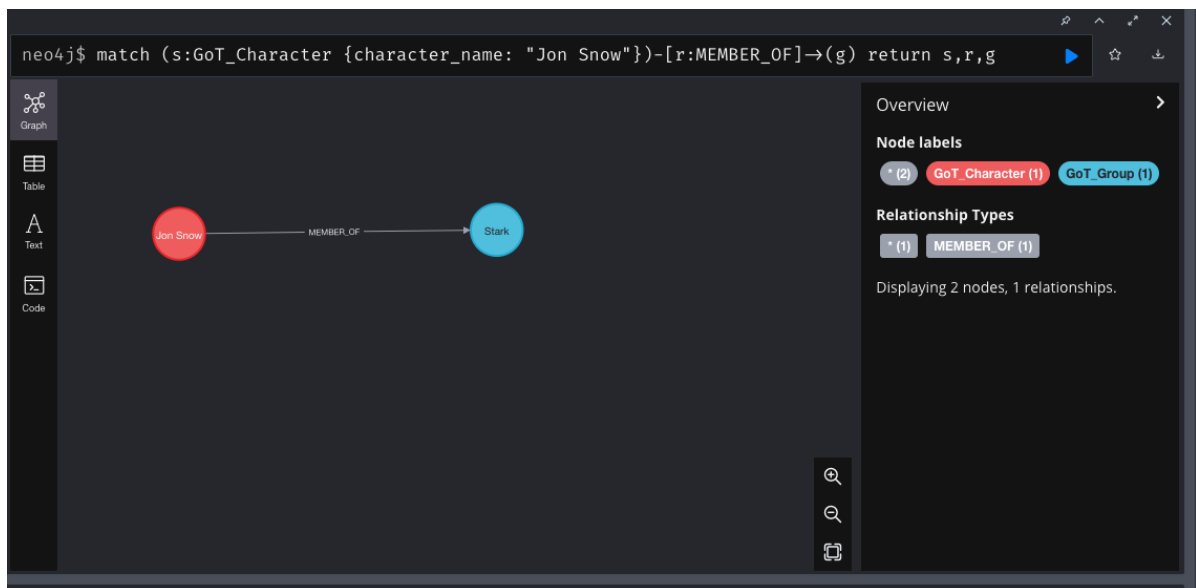 neo4j$ match (s:GoT_Character {character_name: "Jon Snow"})-[r:MEMBER_OF]→(g) return s,r,g
Graph
Table
Text
Code
Jon Snow
MEMBER_OF
Stark
Overview
Node labels
* (2) GoT_Character (1) GoT_Group (1)
Relationship Types
* (1) MEMBER_OF (1)
Displaying 2 nodes, 1 relationships.